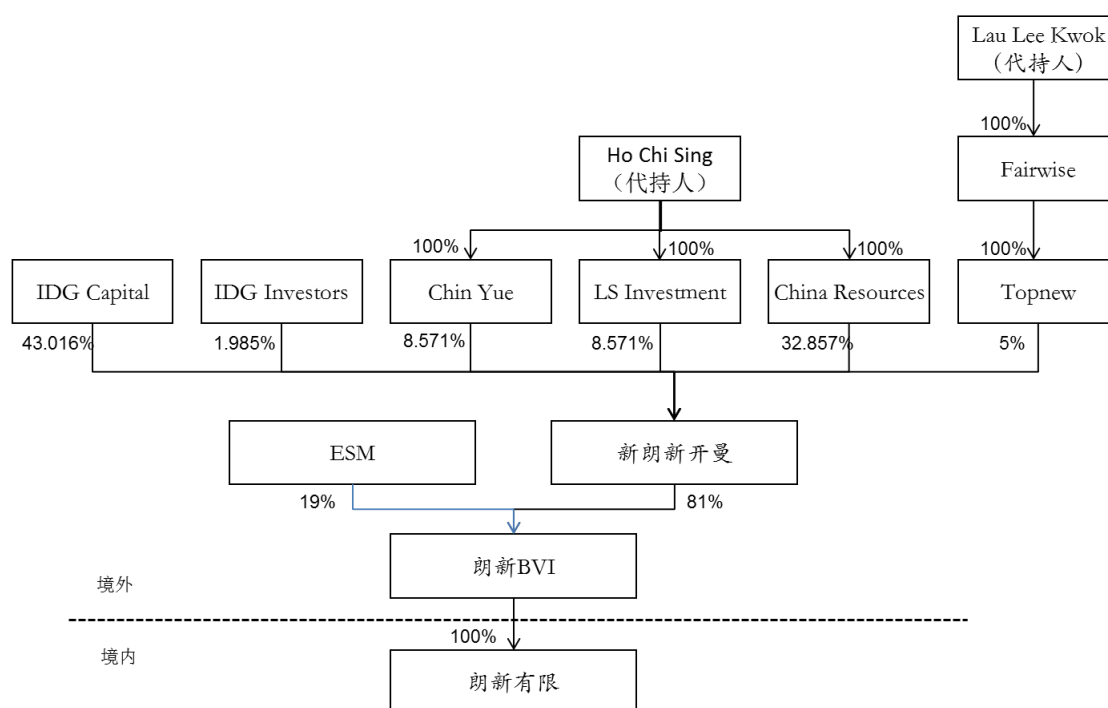 Lau Lee Kwok
（代持人）
100%
Ho Chi Sing
（代持人）
Fairwise
100%
100%
100%
100%
IDG Capital
IDG Investors
Chin Yue
LS Investment
China Resources
Topnew
43.016%
1.985%
8.571%
8.571%
32.857%
5%
ESM
新朗新开曼
19%
81%
朗新BVI
境外
100%
境内
朗新有限